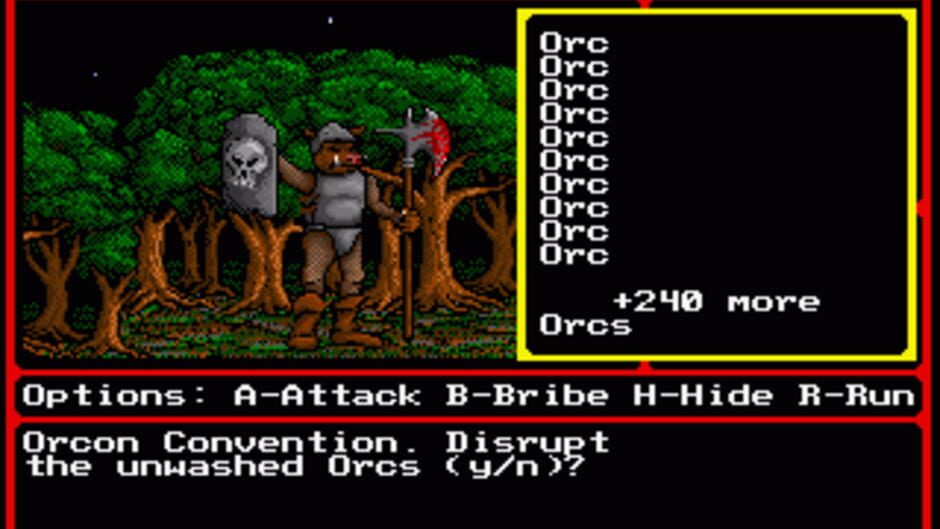 Orc
Orc
Orc
Orc
Orc
Orc
Orc
Orc
Orc
Orc
+240 more
Orcs
Options: A-Attack B-Bribe H-Hide R-Run
Orcon Convention. Disrupt
the unwashed Orcs (y/n)?